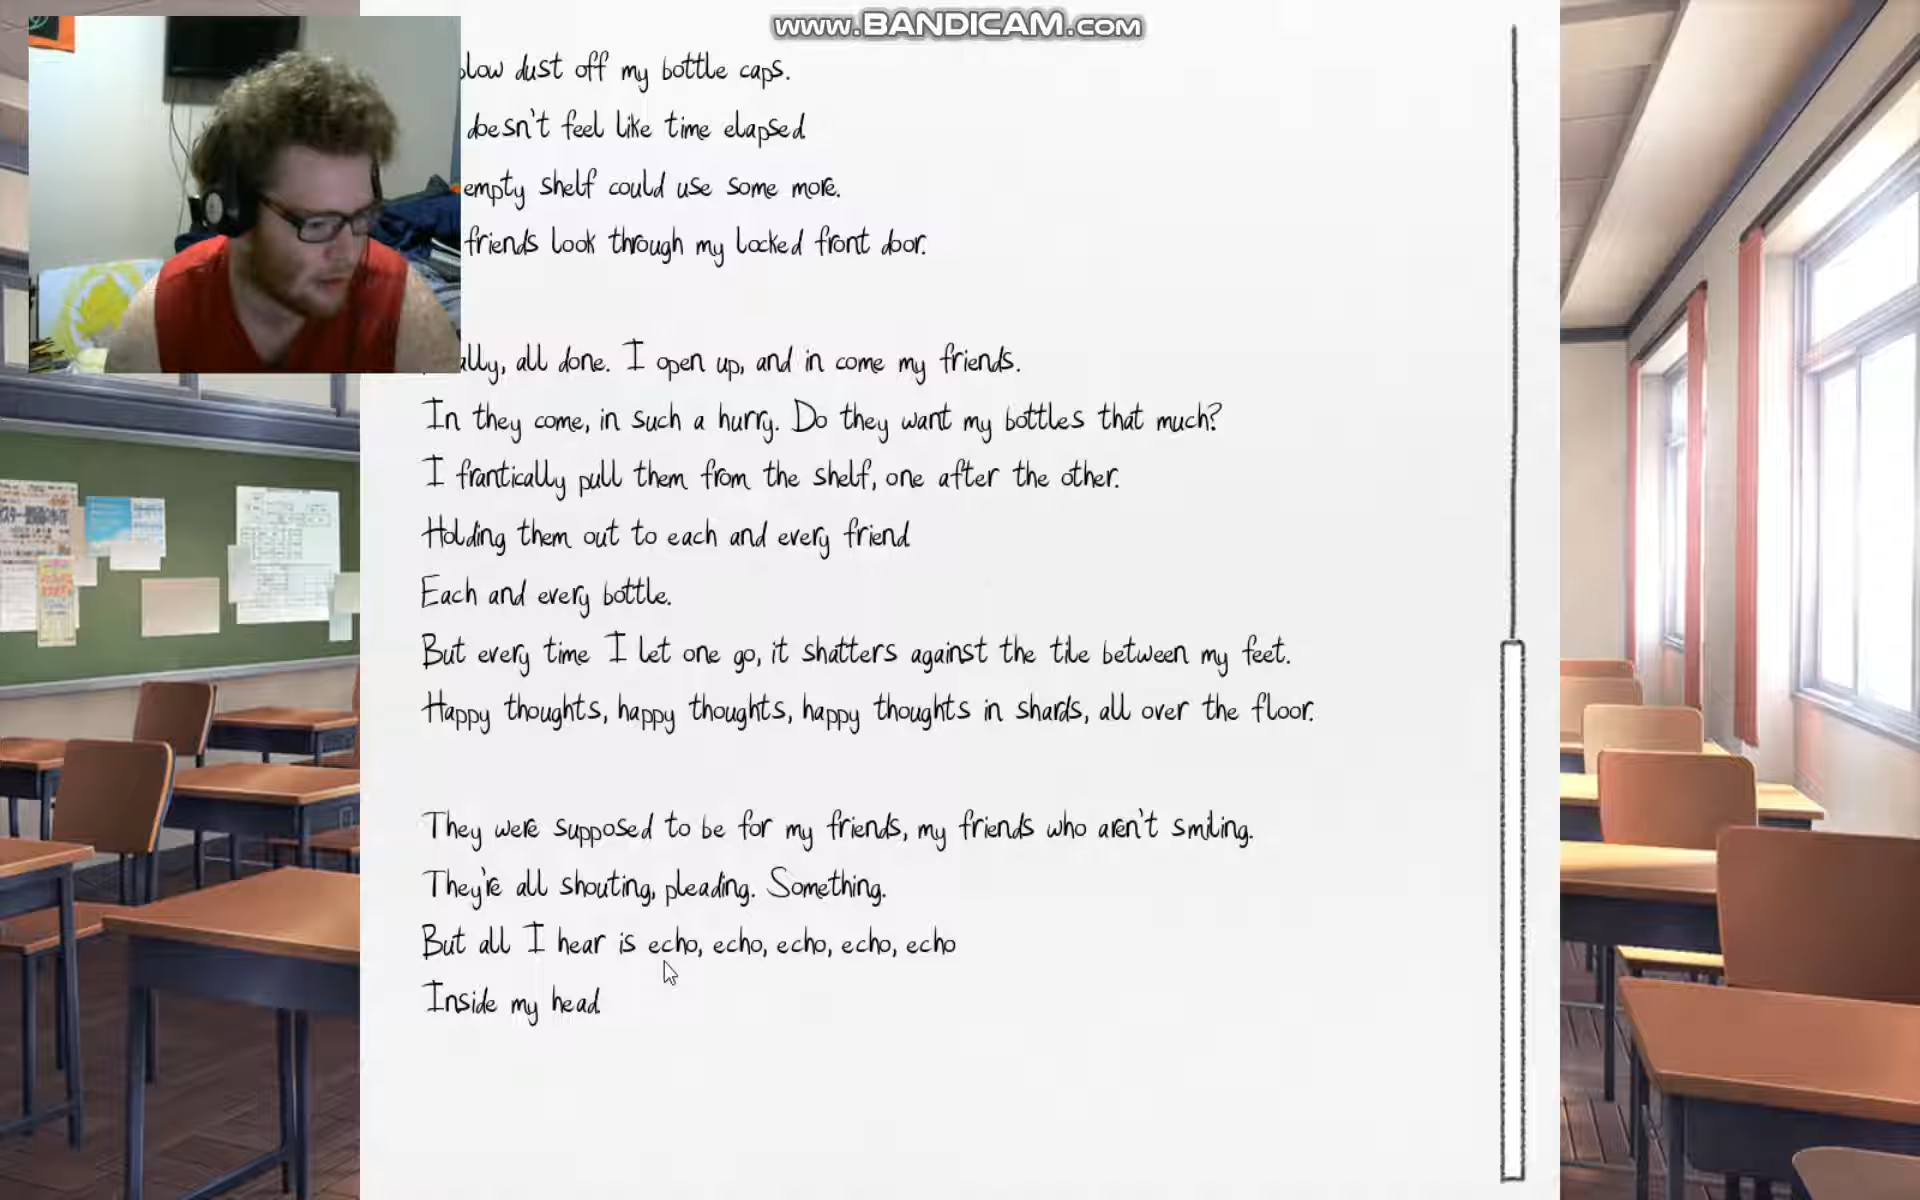 www.BANDICAM.com
blow dust off my bottle caps.
doesn't feel like time elapsed.
empty shelf could use some more.
friends look through my locked front door.
ally, all done. I open up, and in come my friends.
In they come, in such a hurry. Do they want my bottles that much?
I frantically pull them from the shelf, one after the other.
Holding them out to each and every friend.
Each and every bottle.
But every time I let one go, it shatters against the tile between my feet.
Happy thoughts, happy thoughts, happy thoughts in shards, all over the floor.
They were supposed to be for my friends, my friends who aren't smiling.
They're all shouting, pleading. Something.
But all I hear is echo, echo, echo, echo, echo
Inside my head.